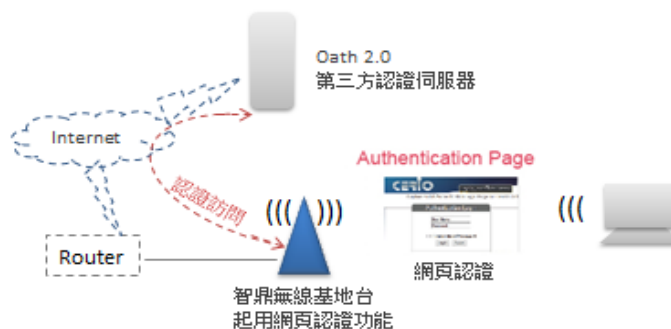 Oath 2.0
第三方認證伺服器
Internet
Authentication Page
CERIO
認證訪問
((( )))
(((
Router
網頁認證
智鼎無線基地台
起用網頁認證功能